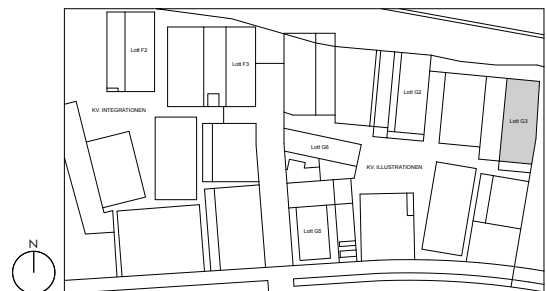 Lott F2
Lott F3
Lott G2
KV. INTEGRATIONEN
Lott G3
Lott G6
KV. ILLUSTRATIONEN
Lott G5
N